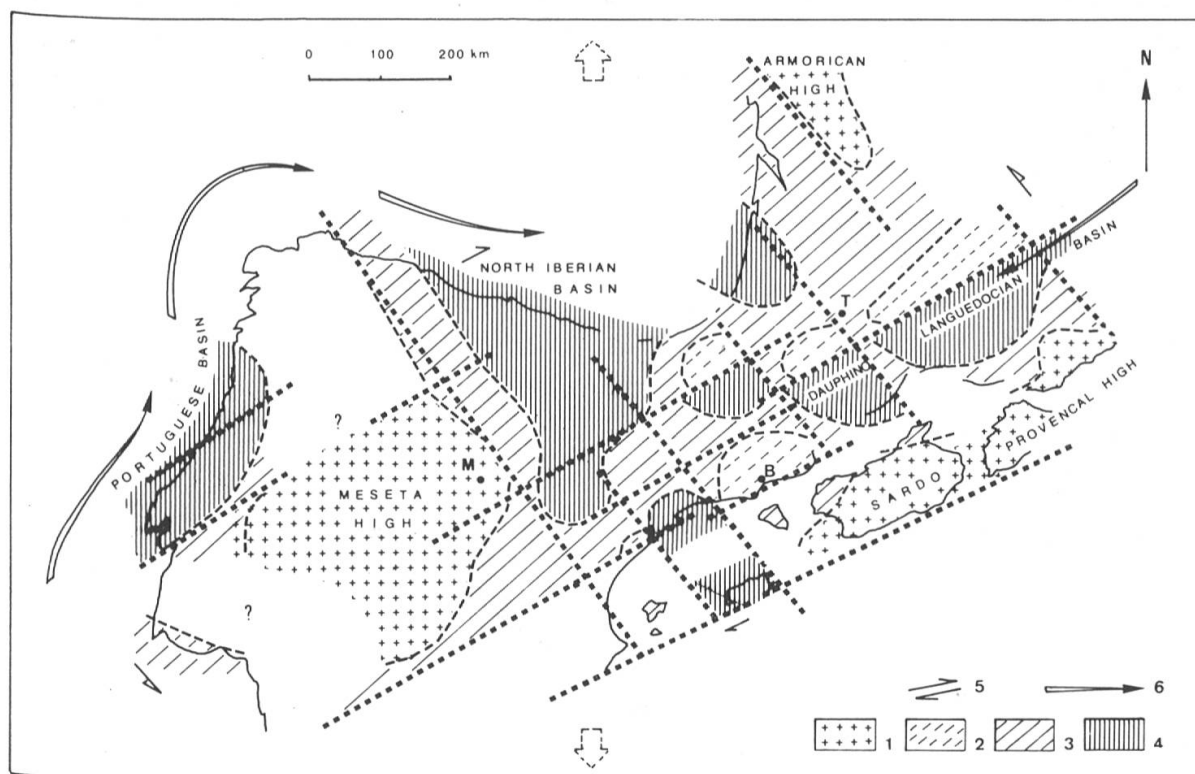 0 100 200 km
ARMORICAN
HIGH
N
NORTH IBERIAN
BASIN
BASIN
LANGUEDOCIAN
T
DAUPHINO
PORTUGUESE BASIN
?
M
MESETA
HIGH
B
SARDO
PROVENCAL HIGH
?
5
6
1
2
3
4